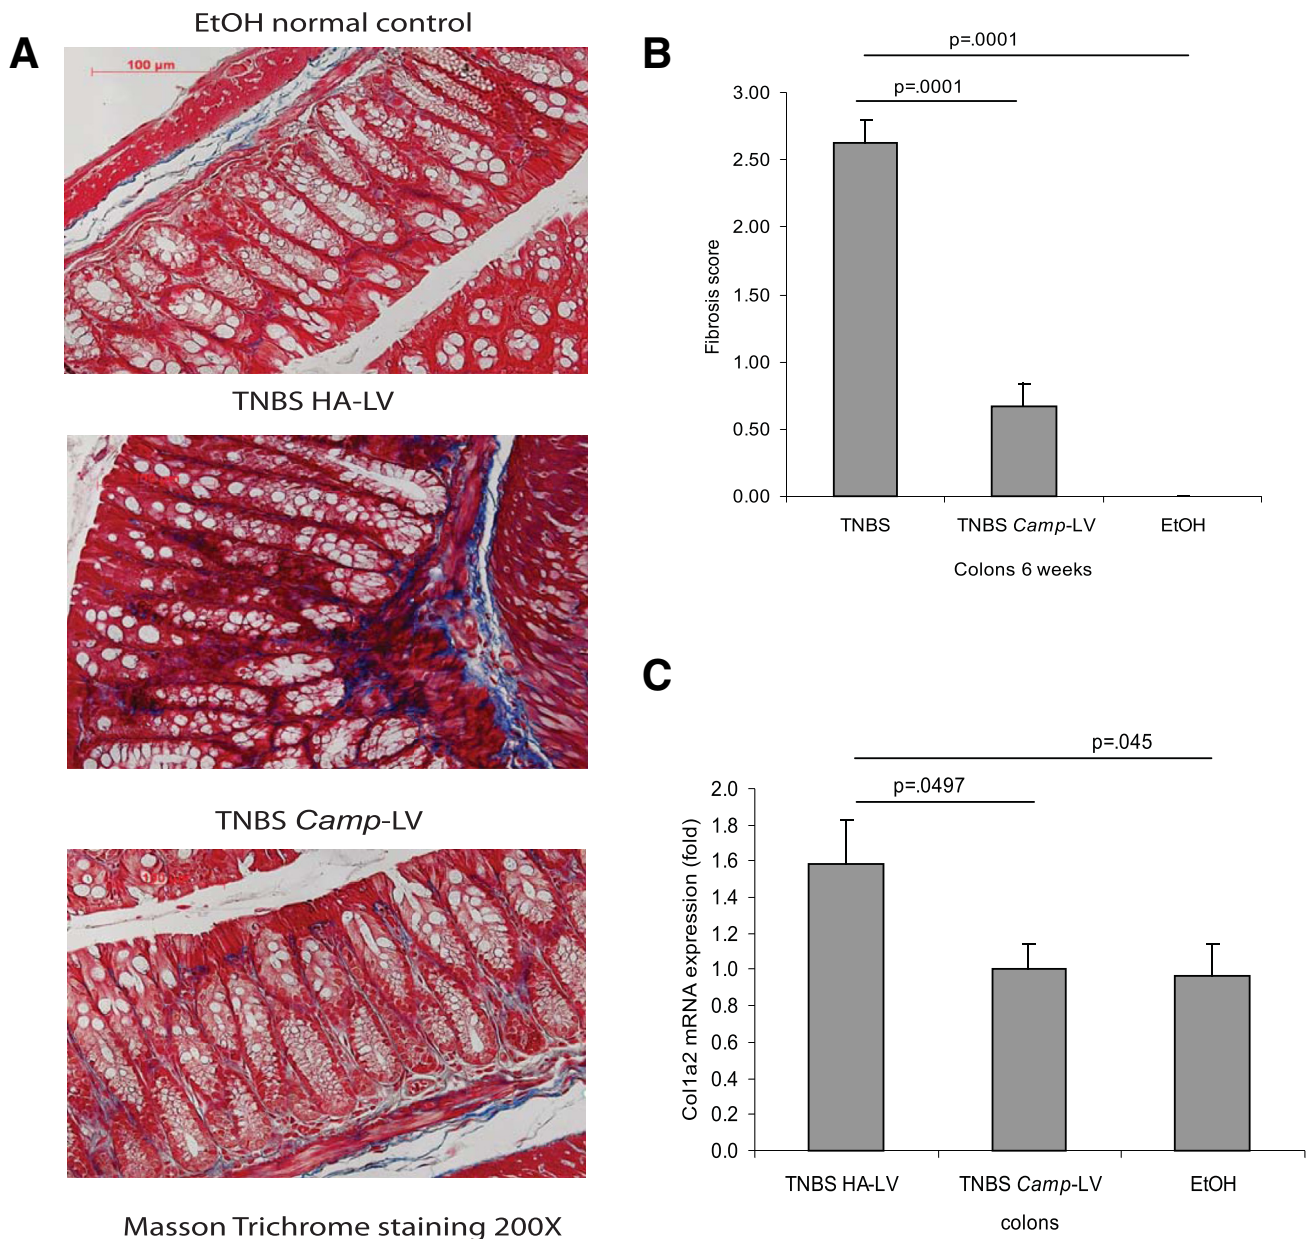 A
EtOH normal control
100 µm
TNBS HA-LV
TNBS Camp-LV
Masson Trichrome staining 200X
B
p=.0001
p=.0001
3.00
2.50
2.00
1.50
1.00
0.50
0.00
Fibrosis score
TNBS
TNBS Camp-LV
EtOH
Colons 6 weeks
C
p=.045
p=.0497
2.0
1.8
1.6
1.4
1.2
1.0
0.8
0.6
0.4
0.2
0.0
Col1a2 mRNA expression (fold)
TNBS HA-LV
TNBS Camp-LV
EtOH
colons